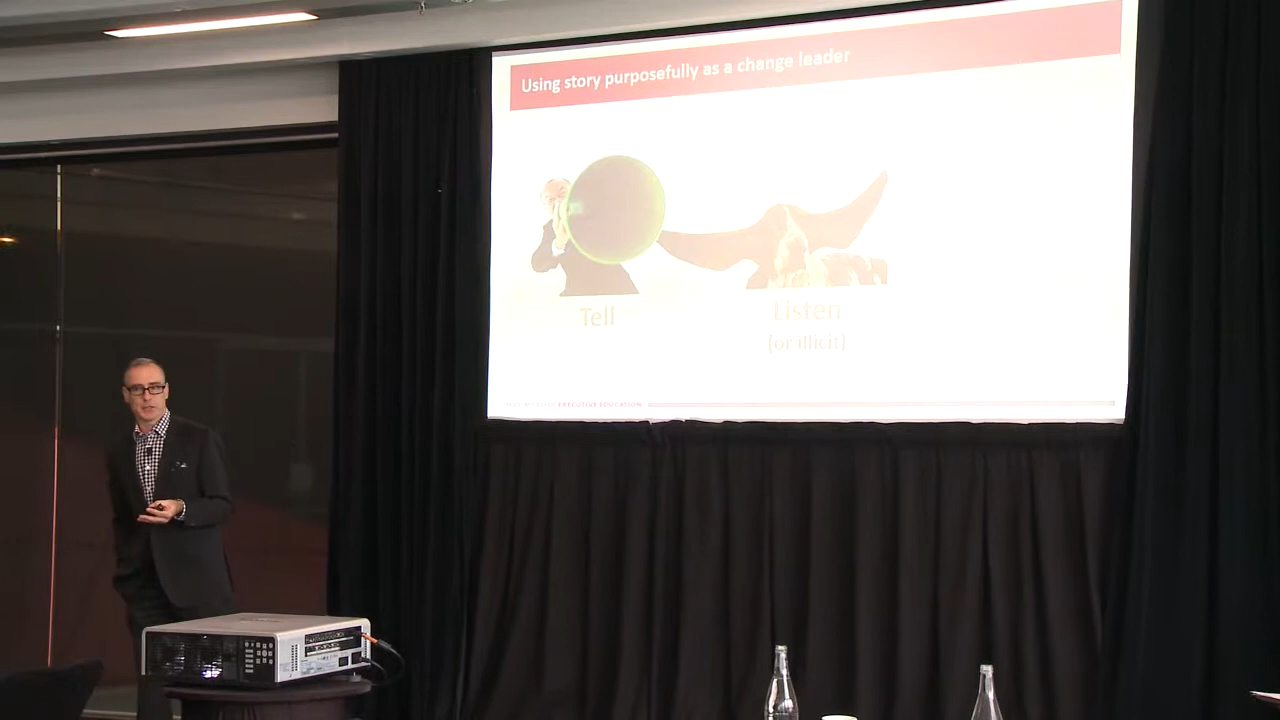 Using story purposefully as a change leader
Tell
Listen
(or illicit)
EXECUTIVE EDUCATION